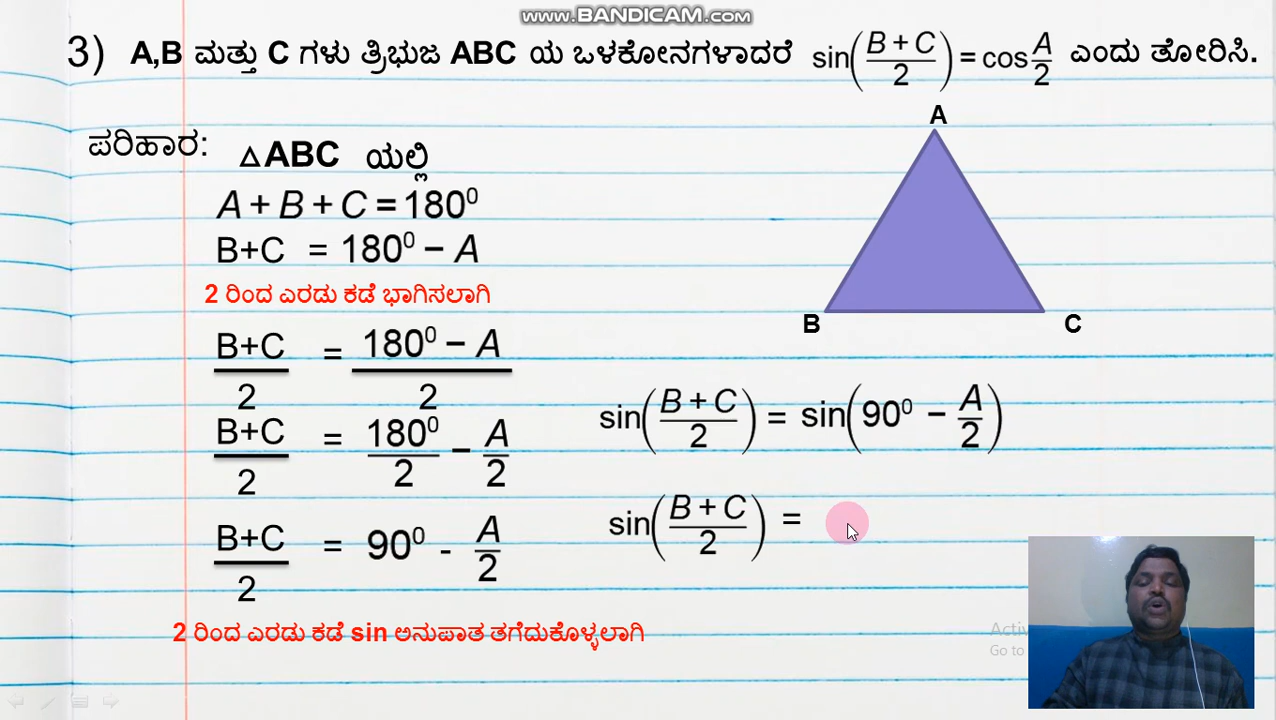 www.BANDICAM.com
3) A,B ಮತ್ತು C ಗಳು ತ್ರಿಭುಜ ABC ಯ ಒಳಕೋನಗಳಾದರೆ sin((B + C)/2) = cos A/2 ಎಂದು ತೋರಿಸಿ.
A
B
C
ಪರಿಹಾರ: △ABC ಯಲ್ಲಿ
A + B + C = 180⁰
B+C = 180⁰ − A
2 ರಿಂದ ಎರಡು ಕಡೆ ಭಾಗಿಸಲಾಗಿ
(B+C)/2 = (180⁰ − A)/2
(B+C)/2 = 180⁰/2 − A/2
(B+C)/2 = 90⁰ - A/2
2 ರಿಂದ ಎರಡು ಕಡೆ sin ಅನುಪಾತ ತಗೆದುಕೊಳ್ಳಲಾಗಿ
sin((B + C)/2) = sin(90⁰ − A/2)
sin((B + C)/2) =
Go to